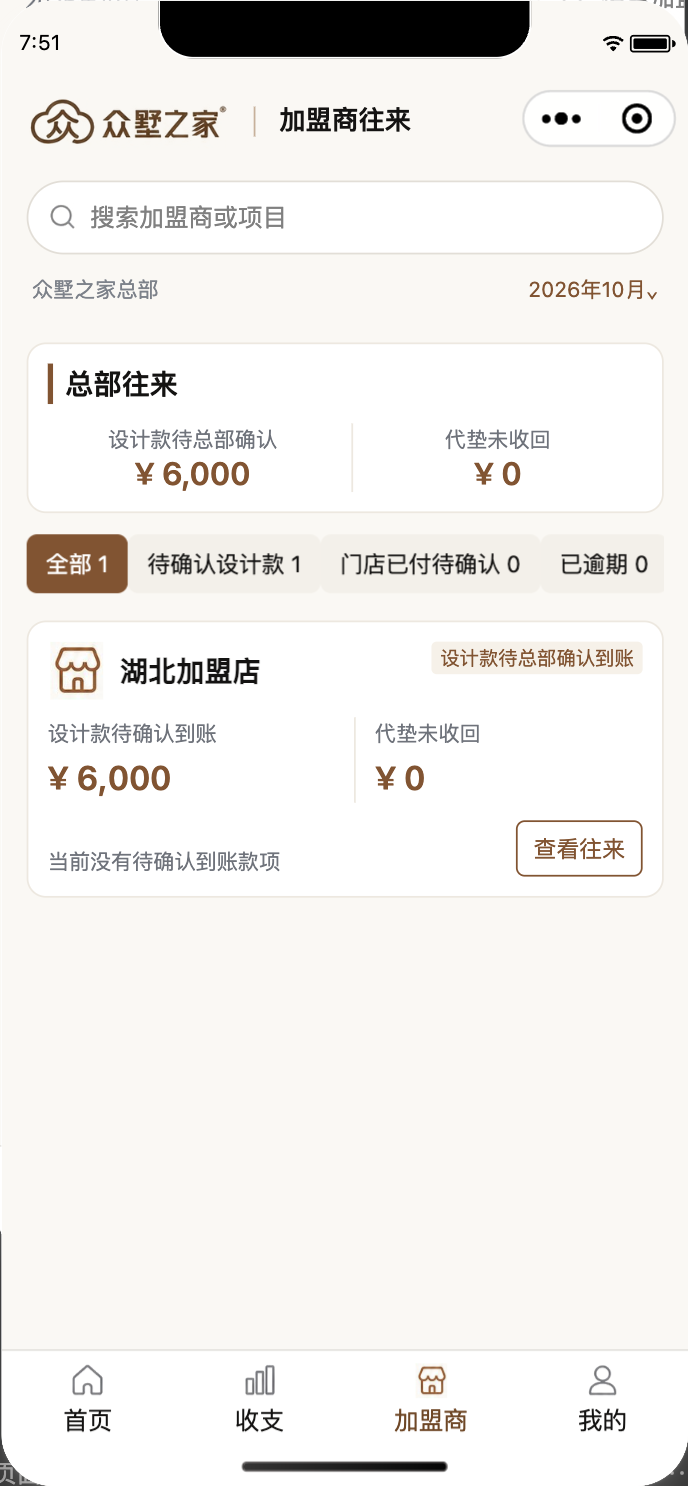 7:51
众墅之家®
加盟商往来
搜索加盟商或项目
众墅之家总部
2026年10月
总部往来
设计款待总部确认
代垫未收回
¥ 6,000
¥ 0
全部 1
待确认设计款 1
门店已付待确认 0
已逾期 0
湖北加盟店
设计款待总部确认到账
设计款待确认到账
代垫未收回
¥ 6,000
¥ 0
当前没有待确认到账款项
查看往来
首页
收支
加盟商
我的